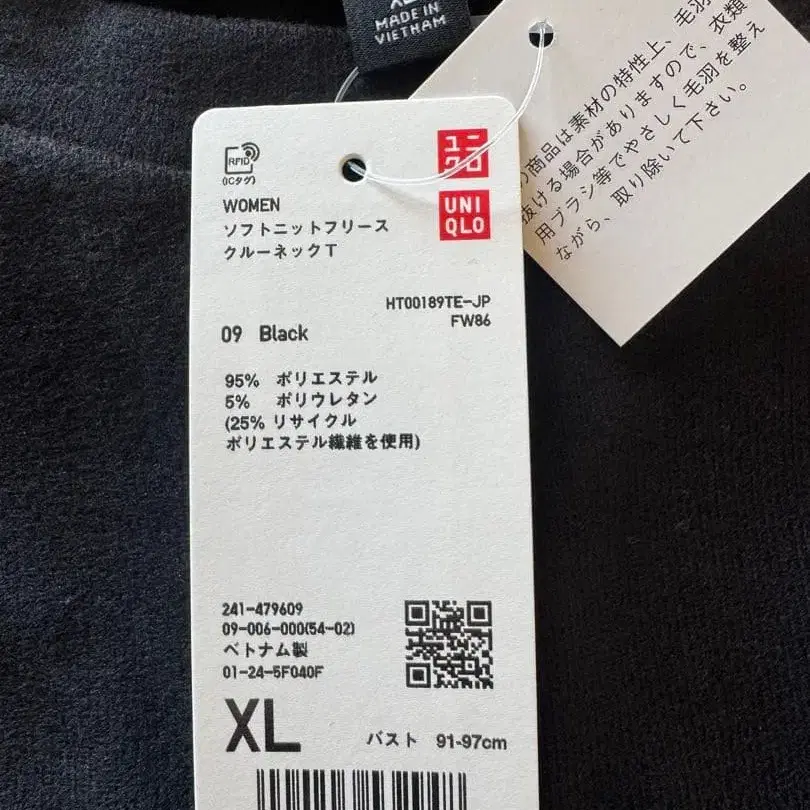 XL
MADE IN
VIETNAM
RFID
(ICタグ)
ユニ
クロ
UNI
QLO
WOMEN
ソフトニットフリース
クルーネックT
HT00189TE-JP
FW86
09 Black
95% ポリエステル
5% ポリウレタン
(25% リサイクル
ポリエステル繊維を使用)
241-479609
09-006-000(54-02)
ベトナム製
01-24-5F040F
XL バスト 91-97cm
の商品は素材の特性上、毛羽
抜ける場合がありますので、衣類
用ブラシ等でやさしく毛羽を整え
ながら、取り除いて下さい。